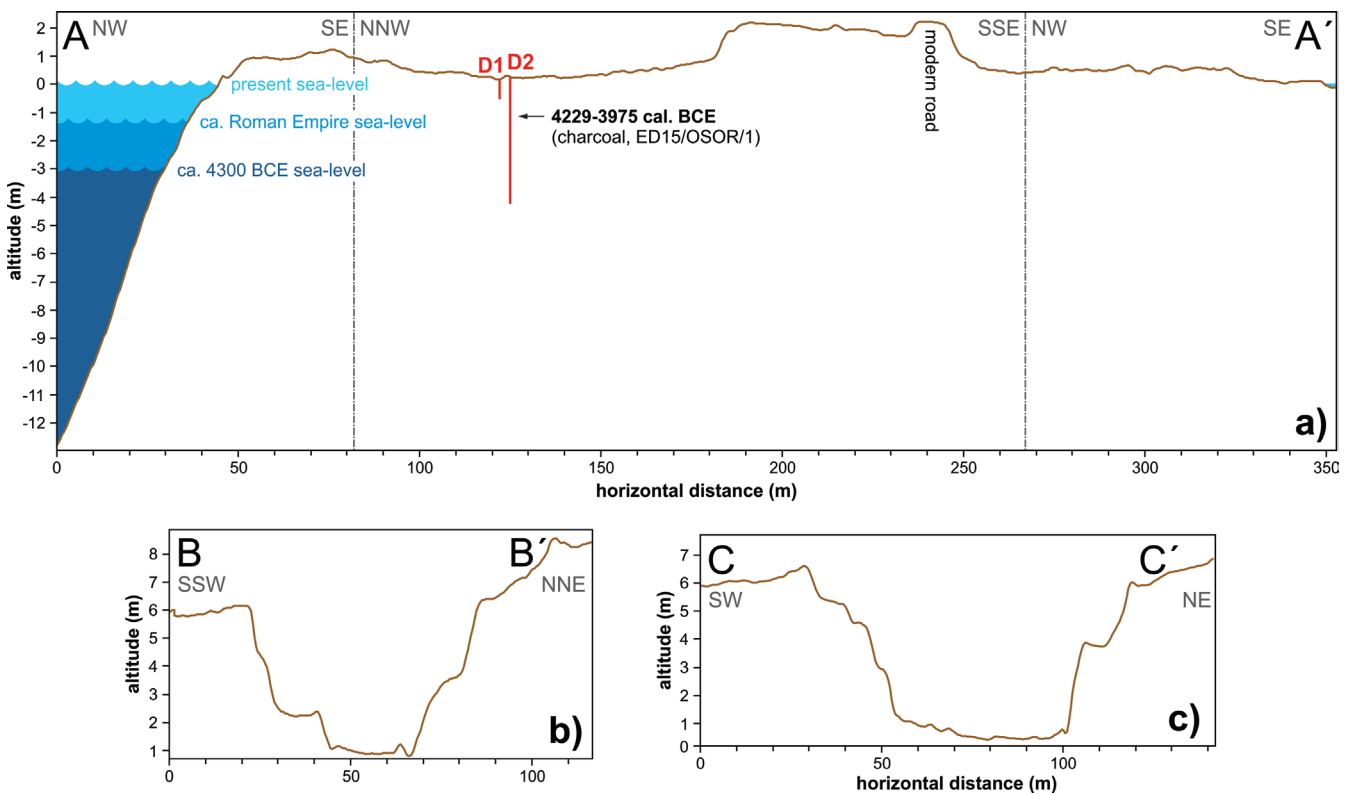 A NW
SE NNW
SSE NW
SE A´
D1 D2
present sea-level
ca. Roman Empire sea-level
ca. 4300 BCE sea-level
4229-3975 cal. BCE
(charcoal, ED15/OSOR/1)
modern road
altitude (m)
2
1
0
-1
-2
-3
-4
-5
-6
-7
-8
-9
-10
-11
-12
a)
0 50 100 150 200 250 300 350
horizontal distance (m)
B B´
SSW NNE
altitude (m)
8
7
6
5
4
3
2
1
b)
0 50 100
C C´
SW NE
altitude (m)
7
6
5
4
3
2
1
0
c)
0 50 100
horizontal distance (m)